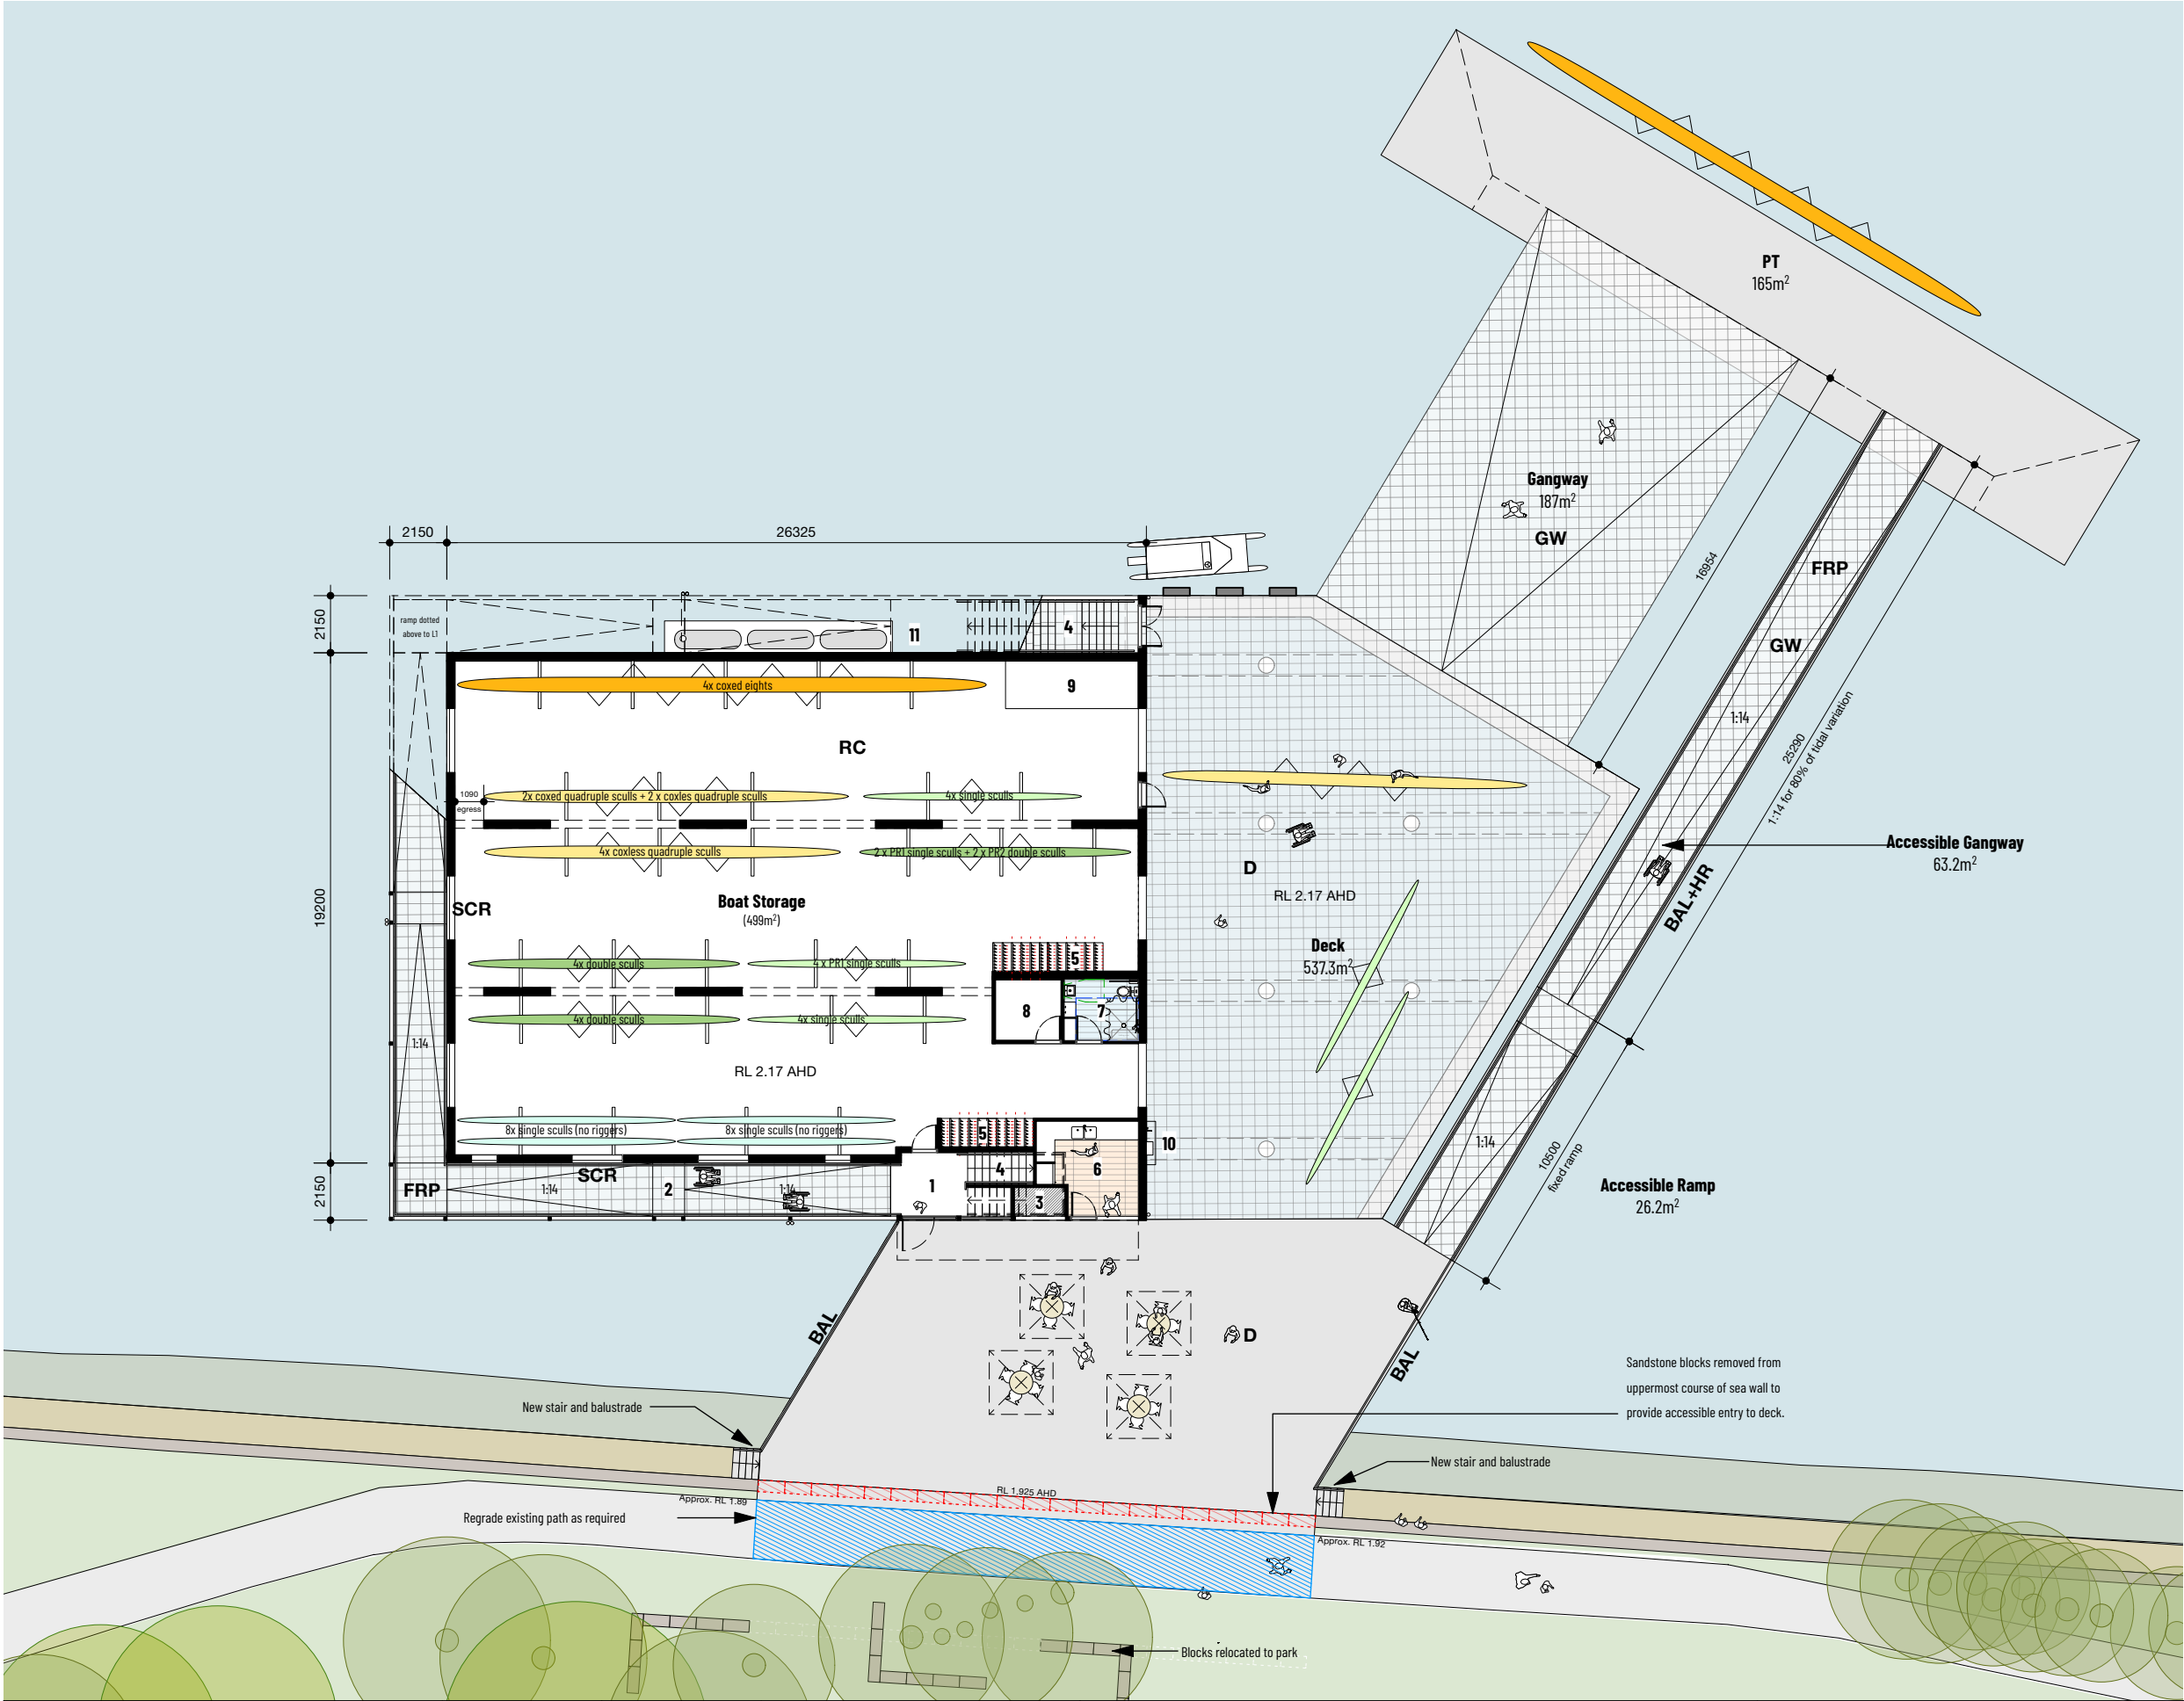 PT
165m²
Gangway
187m²
GW
16954
FRP
GW
1:14
25290
1:14 for 80% of tidal variation
Accessible Gangway
63.2m²
BAL+HR
2150
26325
2150
ramp dotted
above to L1
11
4
4x coxed eights
9
RC
1090
egress
2x coxed quadruple sculls + 2 x coxles quadruple sculls
4x single sculls
4x coxless quadruple sculls
2 x PR1 single sculls + 2 x PR2 double sculls
D
RL 2.17 AHD
SCR
Boat Storage
(499m²)
19200
Deck
537.3m²
4x double sculls
4 x PR1 single sculls
5
8
7
4x double sculls
4x single sculls
1:14
RL 2.17 AHD
8x single sculls (no riggers)
8x single sculls (no riggers)
5
10
1:14
10500
fixed ramp
Accessible Ramp
26.2m²
2150
FRP
1:14
SCR
2
1:14
1
4
3
6
BAL
D
BAL
Sandstone blocks removed from
uppermost course of sea wall to
provide accessible entry to deck.
New stair and balustrade
New stair and balustrade
RL 1.925 AHD
Approx. RL 1.89
Regrade existing path as required
Approx. RL 1.92
Blocks relocated to park